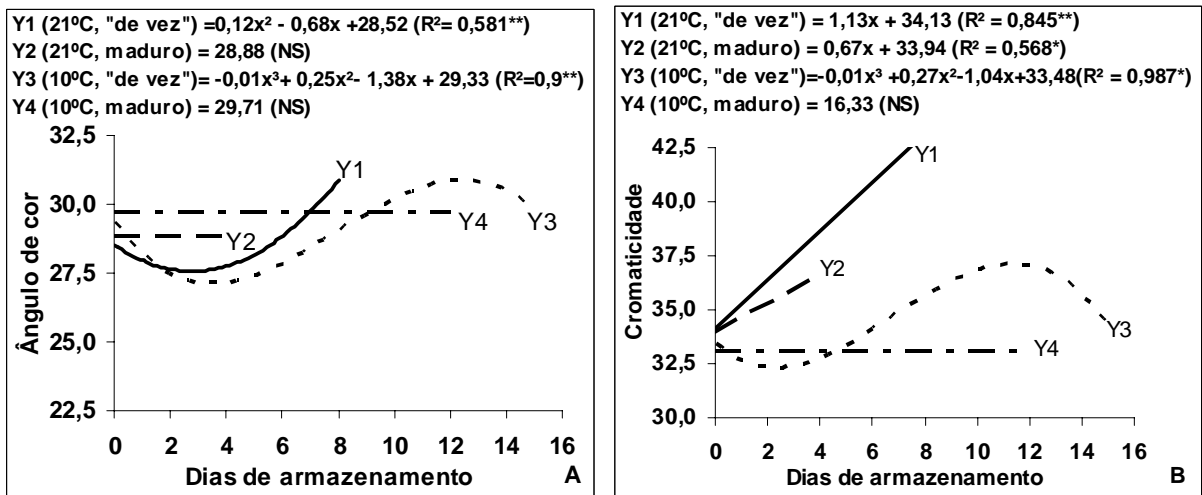 Y1 (21ºC, "de vez") =0,12x² - 0,68x +28,52 (R²= 0,581**)
Y2 (21ºC, maduro) = 28,88 (NS)
Y3 (10ºC, "de vez")= -0,01x³+ 0,25x²- 1,38x + 29,33 (R²=0,9**)
Y4 (10ºC, maduro) = 29,71 (NS)
32,5
30,0
27,5
25,0
22,5
Ângulo de cor
Y1
Y2
Y4
Y3
0 2 4 6 8 10 12 14 16
Dias de armazenamento
A
Y1 (21ºC, "de vez") = 1,13x + 34,13 (R² = 0,845**)
Y2 (21ºC, maduro) = 0,67x + 33,94 (R² = 0,568*)
Y3 (10ºC, "de vez")=-0,01x³ +0,27x²-1,04x+33,48(R² = 0,987*)
Y4 (10ºC, maduro) = 16,33 (NS)
42,5
40,0
37,5
35,0
32,5
30,0
Cromaticidade
Y1
Y2
Y3
Y4
0 2 4 6 8 10 12 14 16
Dias de armazenamento
B